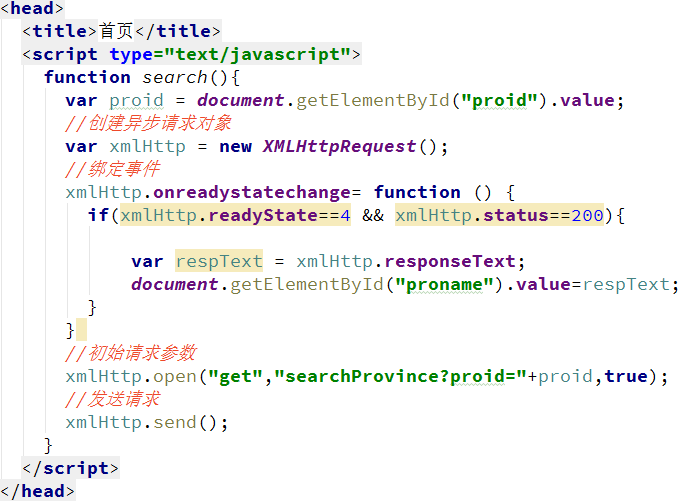 <head>
  <title>首页</title>
  <script type="text/javascript">
    function search(){
      var proid = document.getElementById("proid").value;
      //创建异步请求对象
      var xmlHttp = new XMLHttpRequest();
      //绑定事件
      xmlHttp.onreadystatechange= function () {
        if(xmlHttp.readyState==4 && xmlHttp.status==200){
            var respText = xmlHttp.responseText;
            document.getElementById("proname").value=respText;
        }
      }
      //初始请求参数
      xmlHttp.open("get","searchProvince?proid="+proid,true);
      //发送请求
      xmlHttp.send();
    }
  </script>
</head>